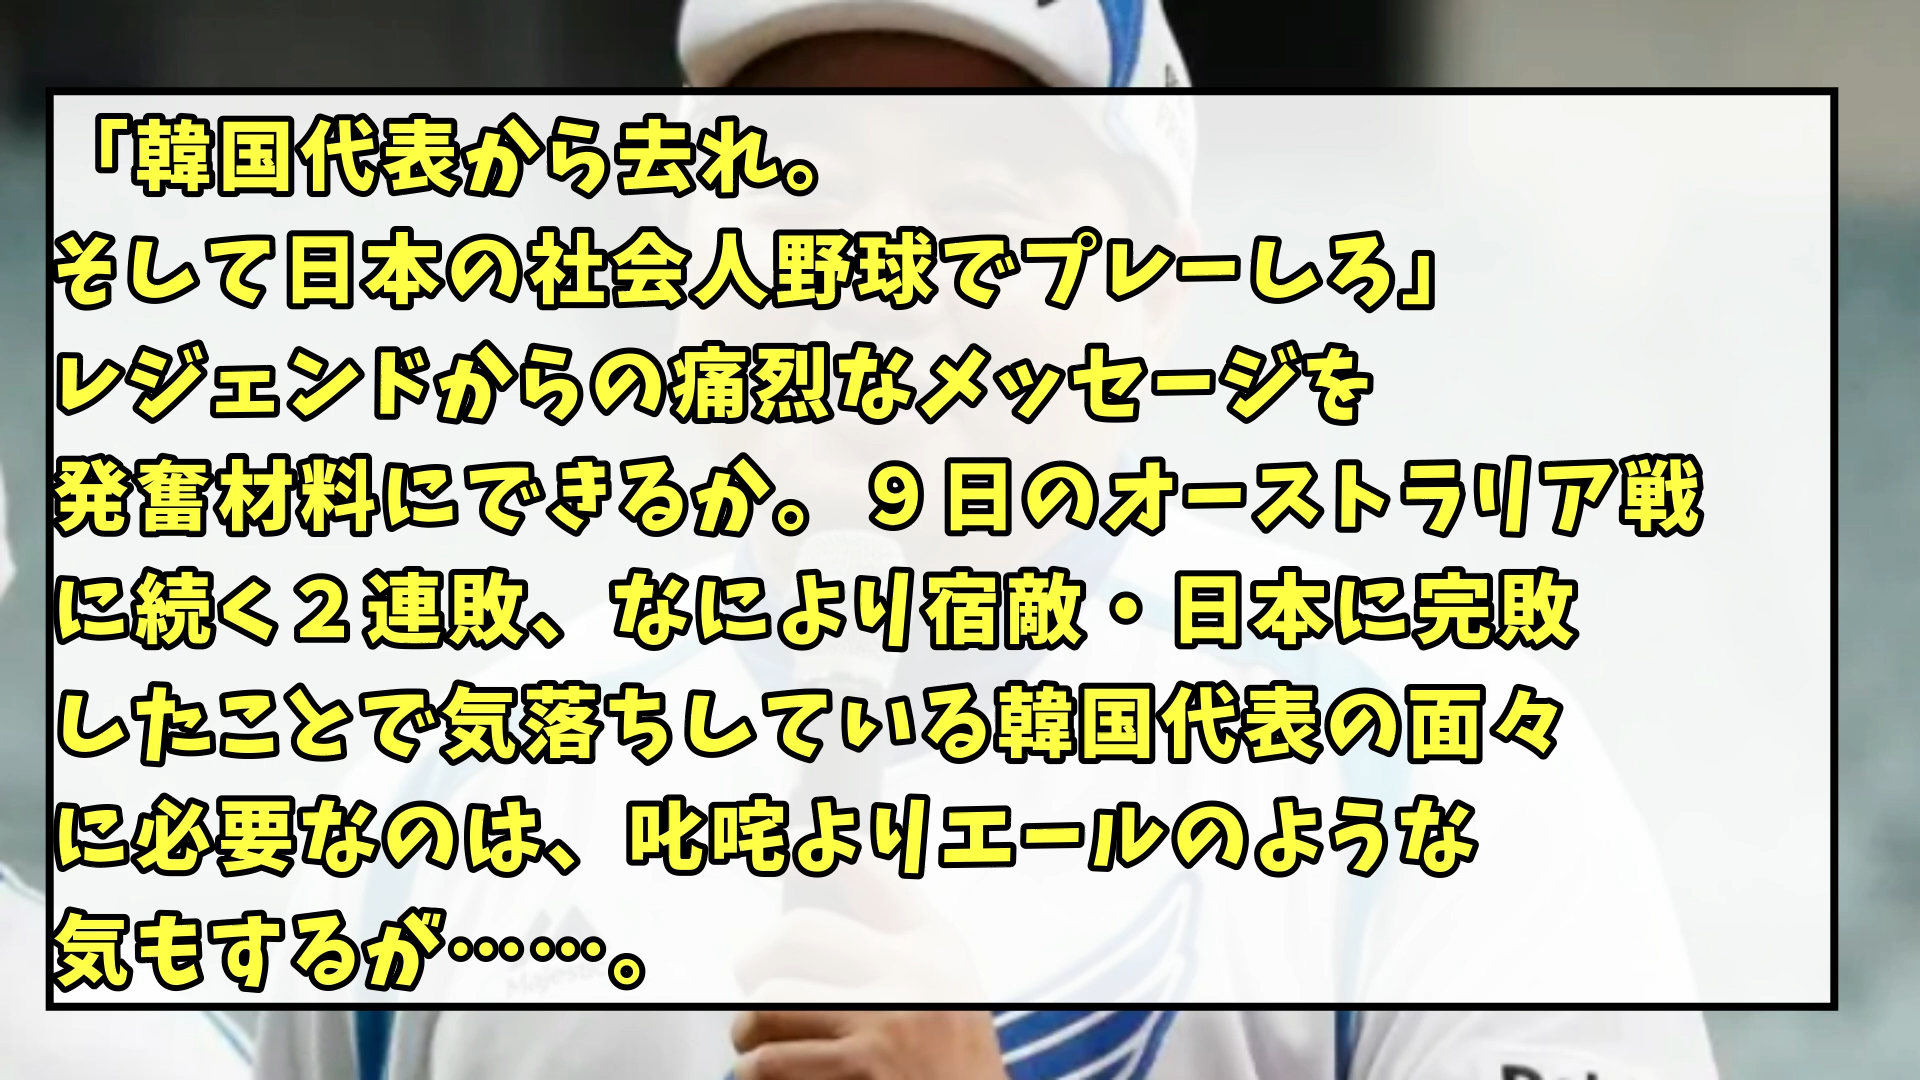 「韓国代表から去れ。
そして日本の社会人野球でプレーしろ」
レジェンドからの痛烈なメッセージを
発奮材料にできるか。９日のオーストラリア戦
に続く２連敗、なにより宿敵・日本に完敗
したことで気落ちしている韓国代表の面々
に必要なのは、叱咤よりエールのような
気もするが……。
Majestic